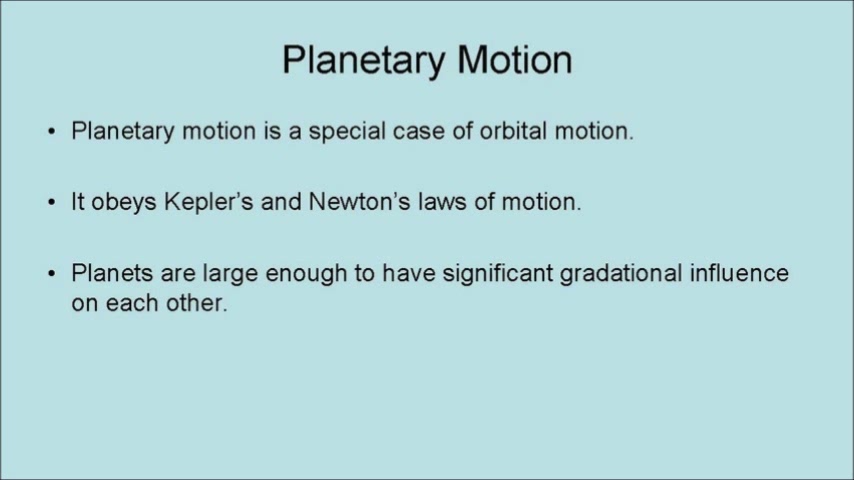 Planetary Motion
• Planetary motion is a special case of orbital motion.
• It obeys Kepler's and Newton's laws of motion.
• Planets are large enough to have significant gradational influence
on each other.